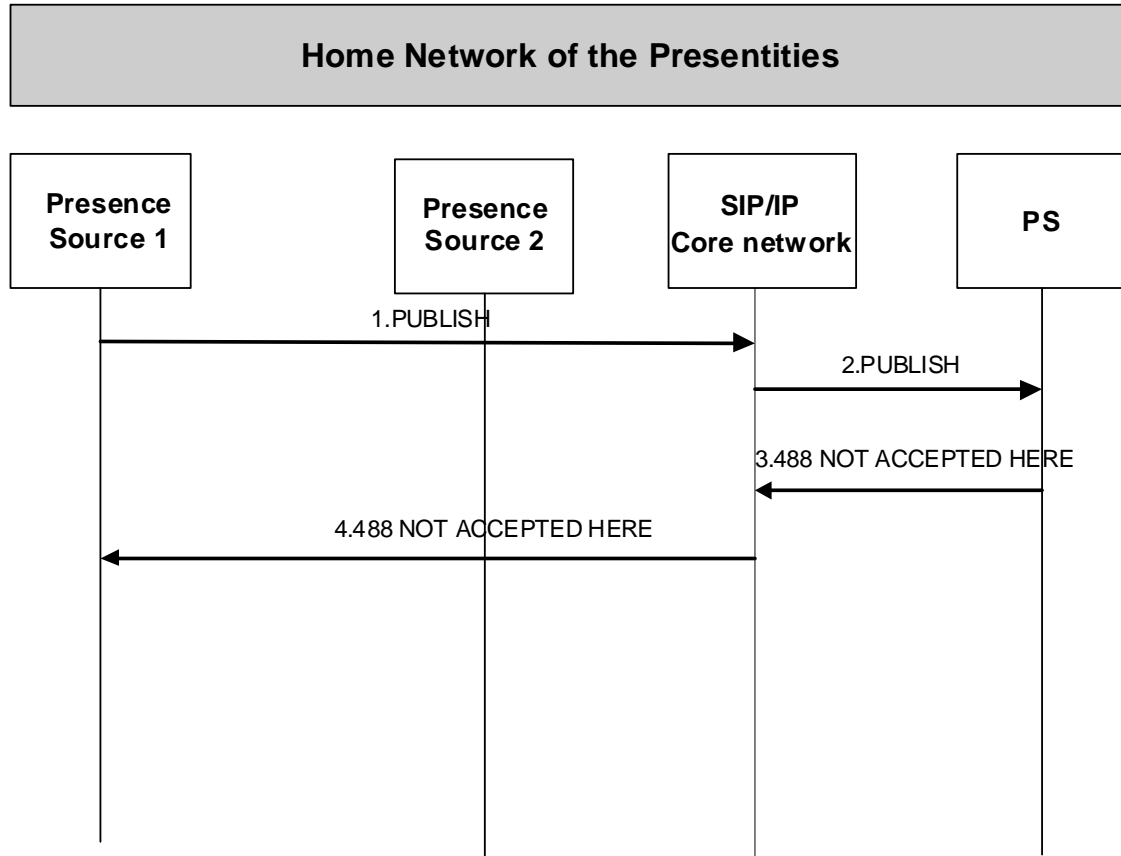 Home Network of the Presentities
Presence
Source 1
Presence
Source 2
SIP/IP
Core network
PS
1.PUBLISH
2.PUBLISH
3.488 NOT ACCEPTED HERE
4.488 NOT ACCEPTED HERE